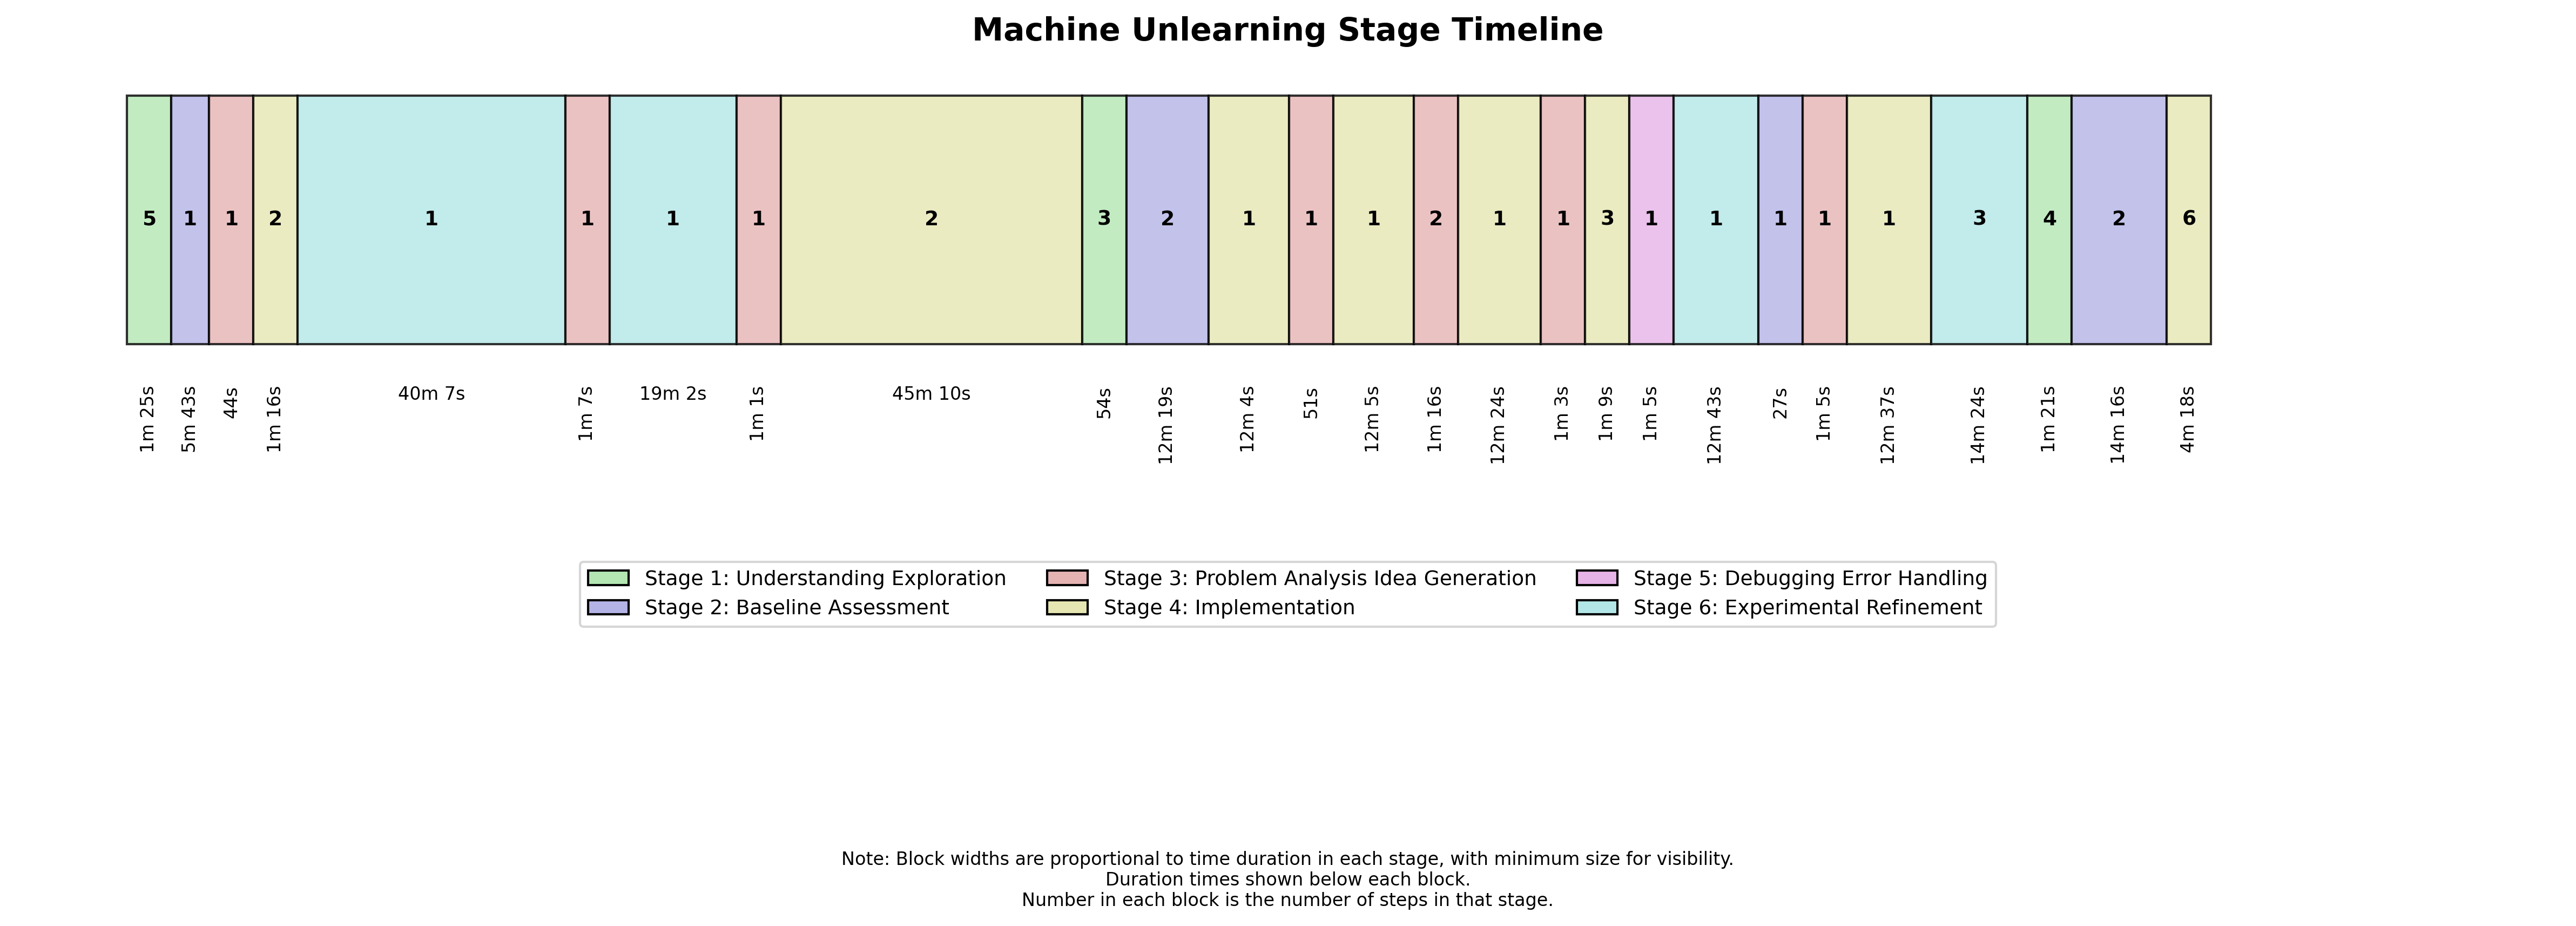 Machine Unlearning Stage Timeline
5 1 1 2 1 1 1 1 2 3 2 1 1 1 2 1 1 3 1 1 1 1 1 3 4 2 6
1m 25s 5m 43s 44s 1m 16s 40m 7s 1m 7s 19m 2s 1m 1s 45m 10s 54s 12m 19s 12m 4s 51s 12m 5s 1m 16s 12m 24s 1m 3s 1m 9s 1m 5s 12m 43s 27s 1m 5s 12m 37s 14m 24s 1m 21s 14m 16s 4m 18s
Stage 1: Understanding Exploration
Stage 2: Baseline Assessment
Stage 3: Problem Analysis Idea Generation
Stage 4: Implementation
Stage 5: Debugging Error Handling
Stage 6: Experimental Refinement
Note: Block widths are proportional to time duration in each stage, with minimum size for visibility.
Duration times shown below each block.
Number in each block is the number of steps in that stage.